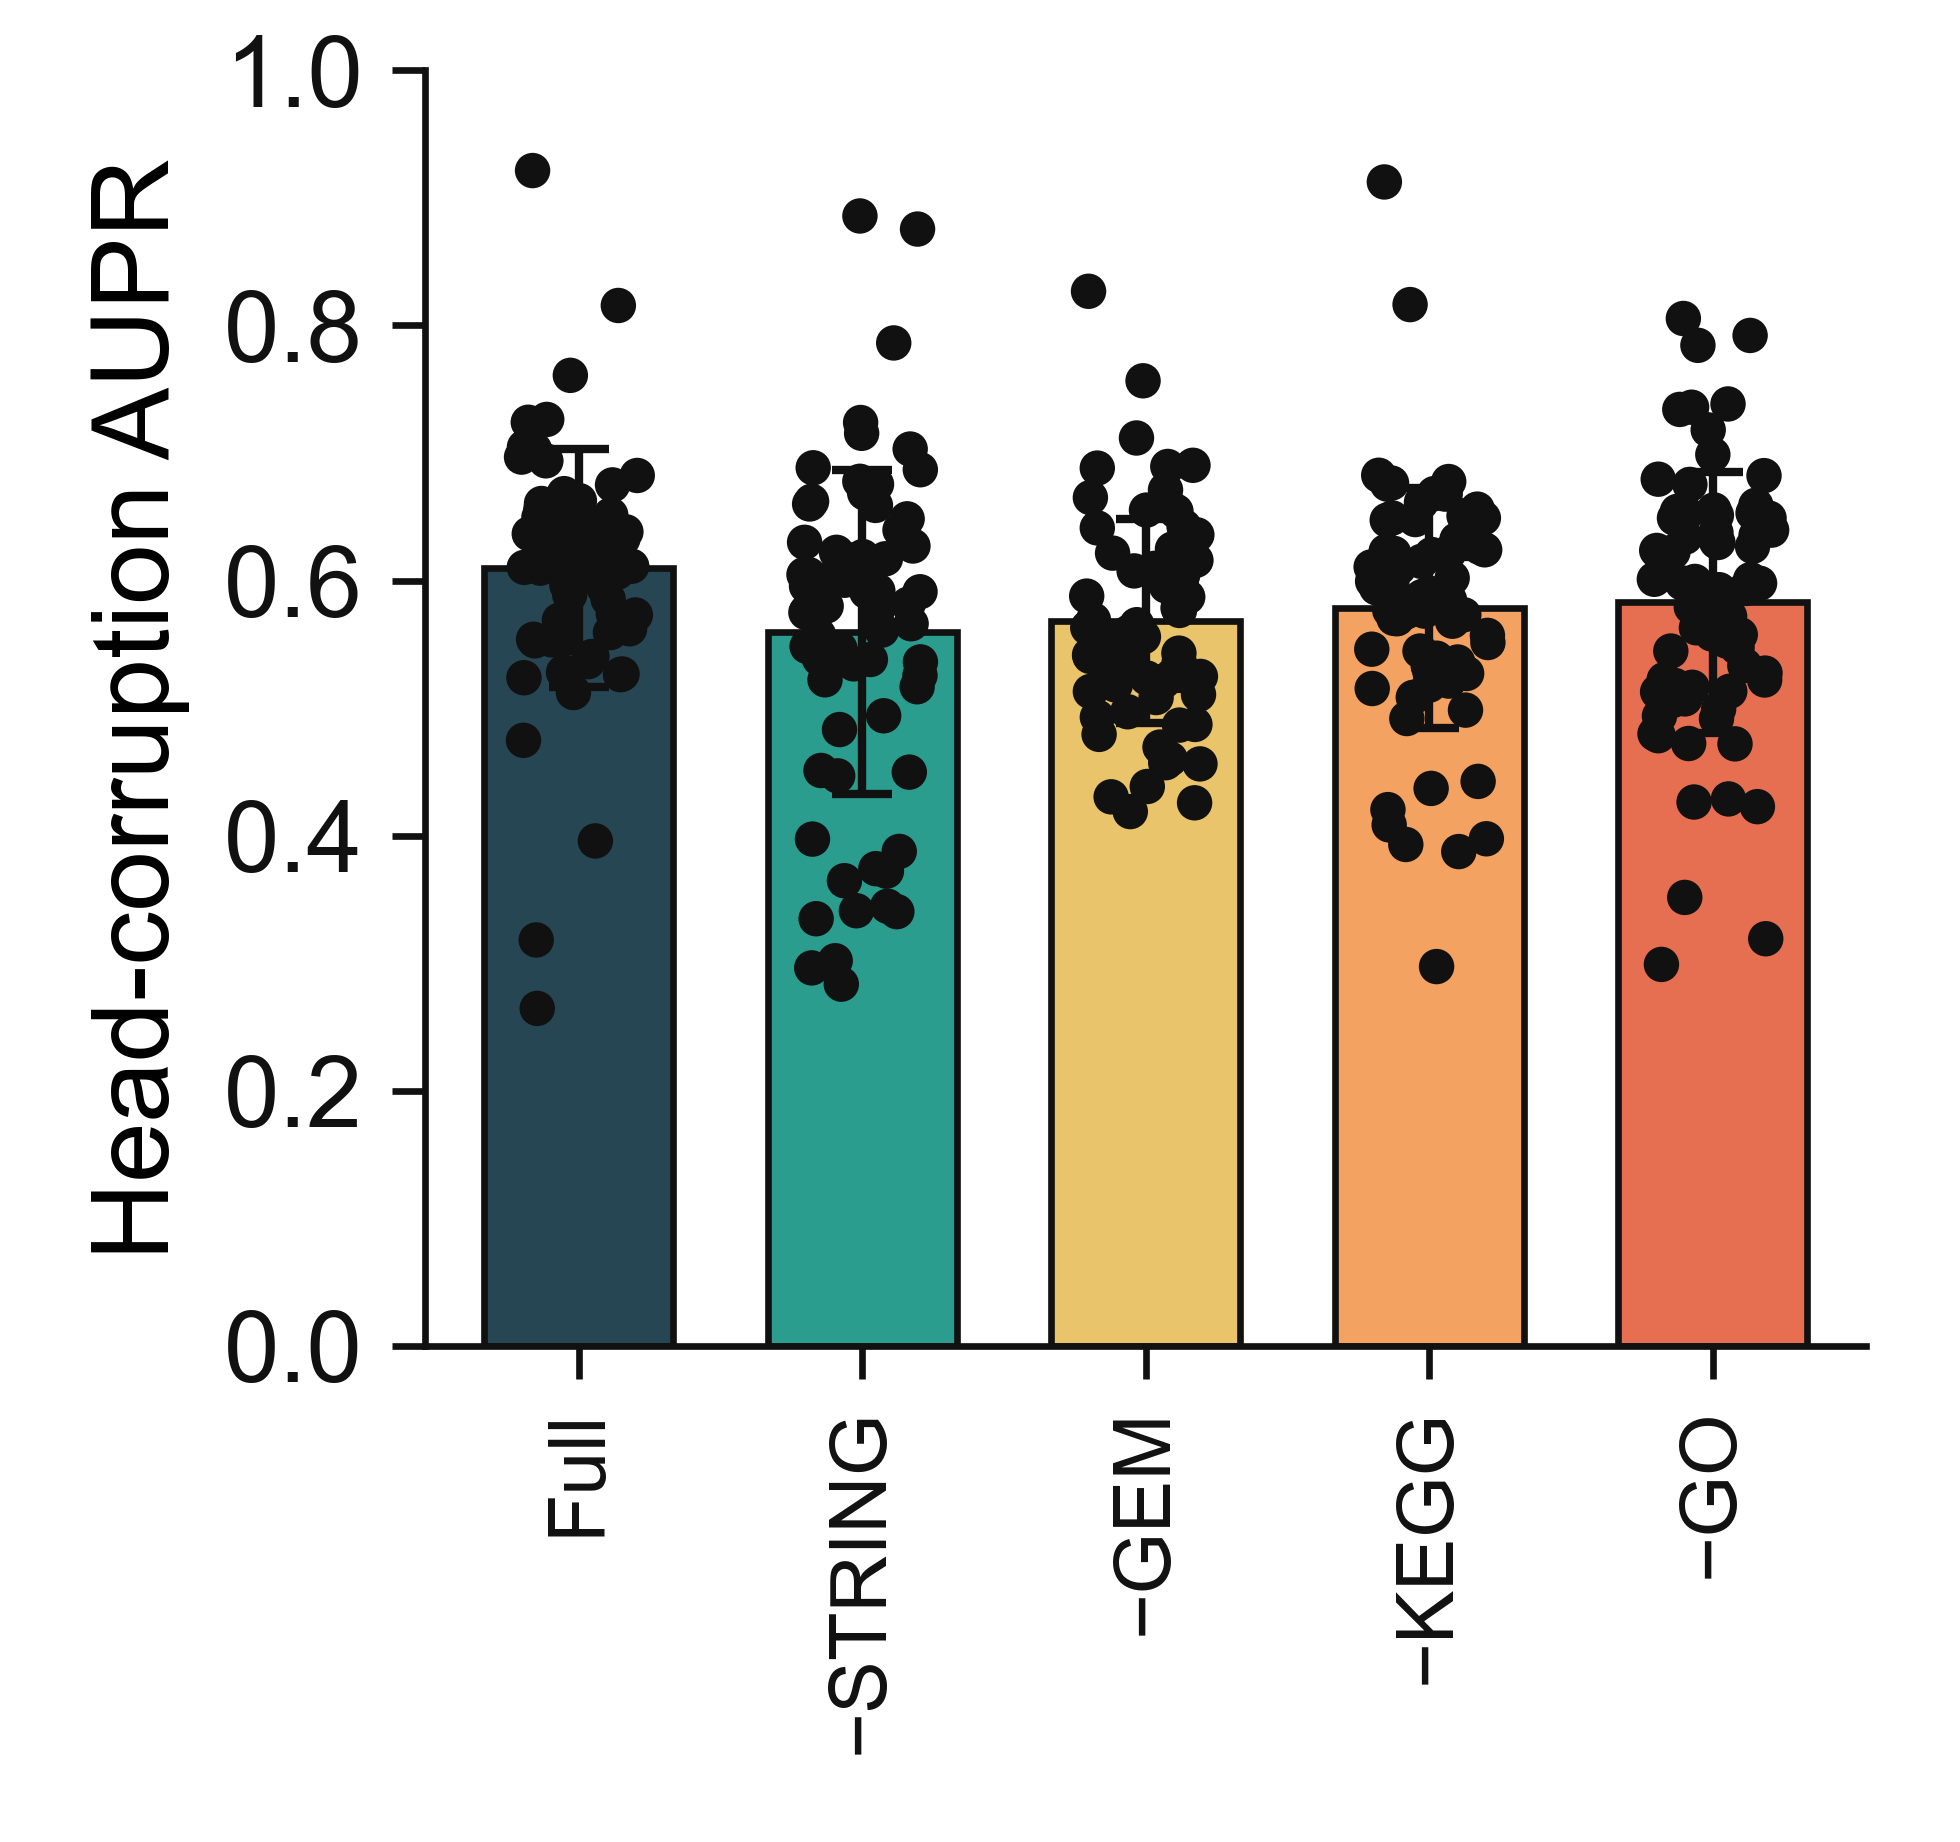 Head-corruption AUPR
1.0
0.8
0.6
0.4
0.2
0.0
Full
−STRING
−GEM
−KEGG
−GO